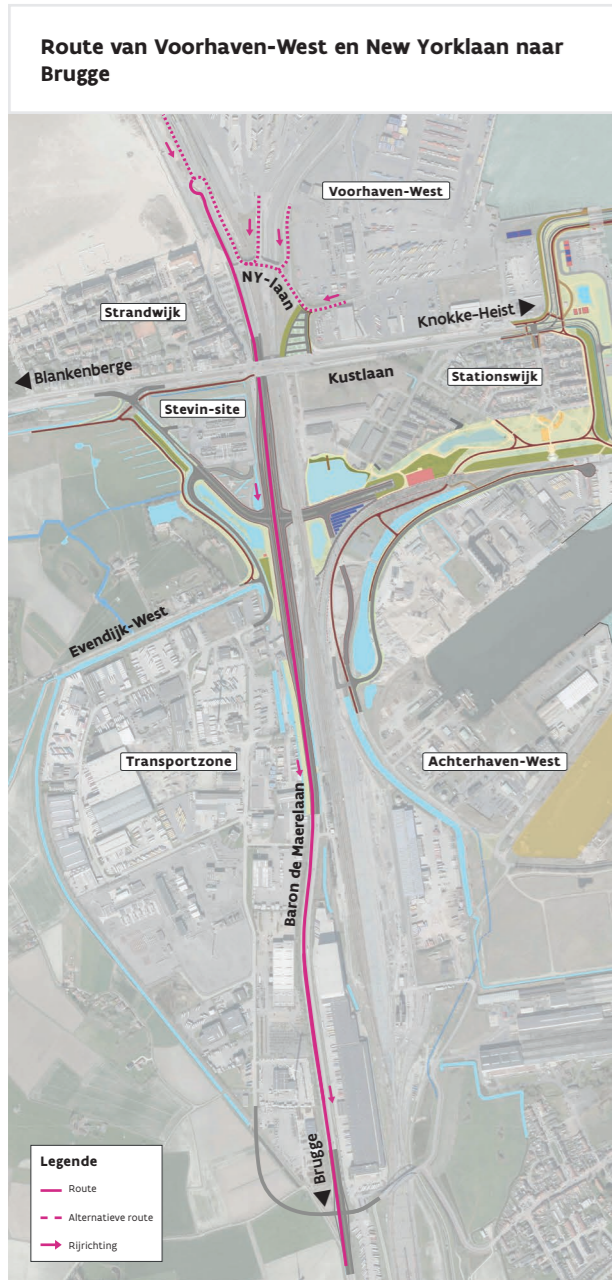 Route van Voorhaven-West en New Yorklaan naar
Brugge
Voorhaven-West
NY-laan
Strandwijk
Knokke-Heist
Blankenberge
Kustlaan
Stationswijk
Stevin-site
Evendijk-West
Transportzone
Achterhaven-West
Baron de Maerelaan
Brugge
Legende
Route
Alternatieve route
Rijrichting